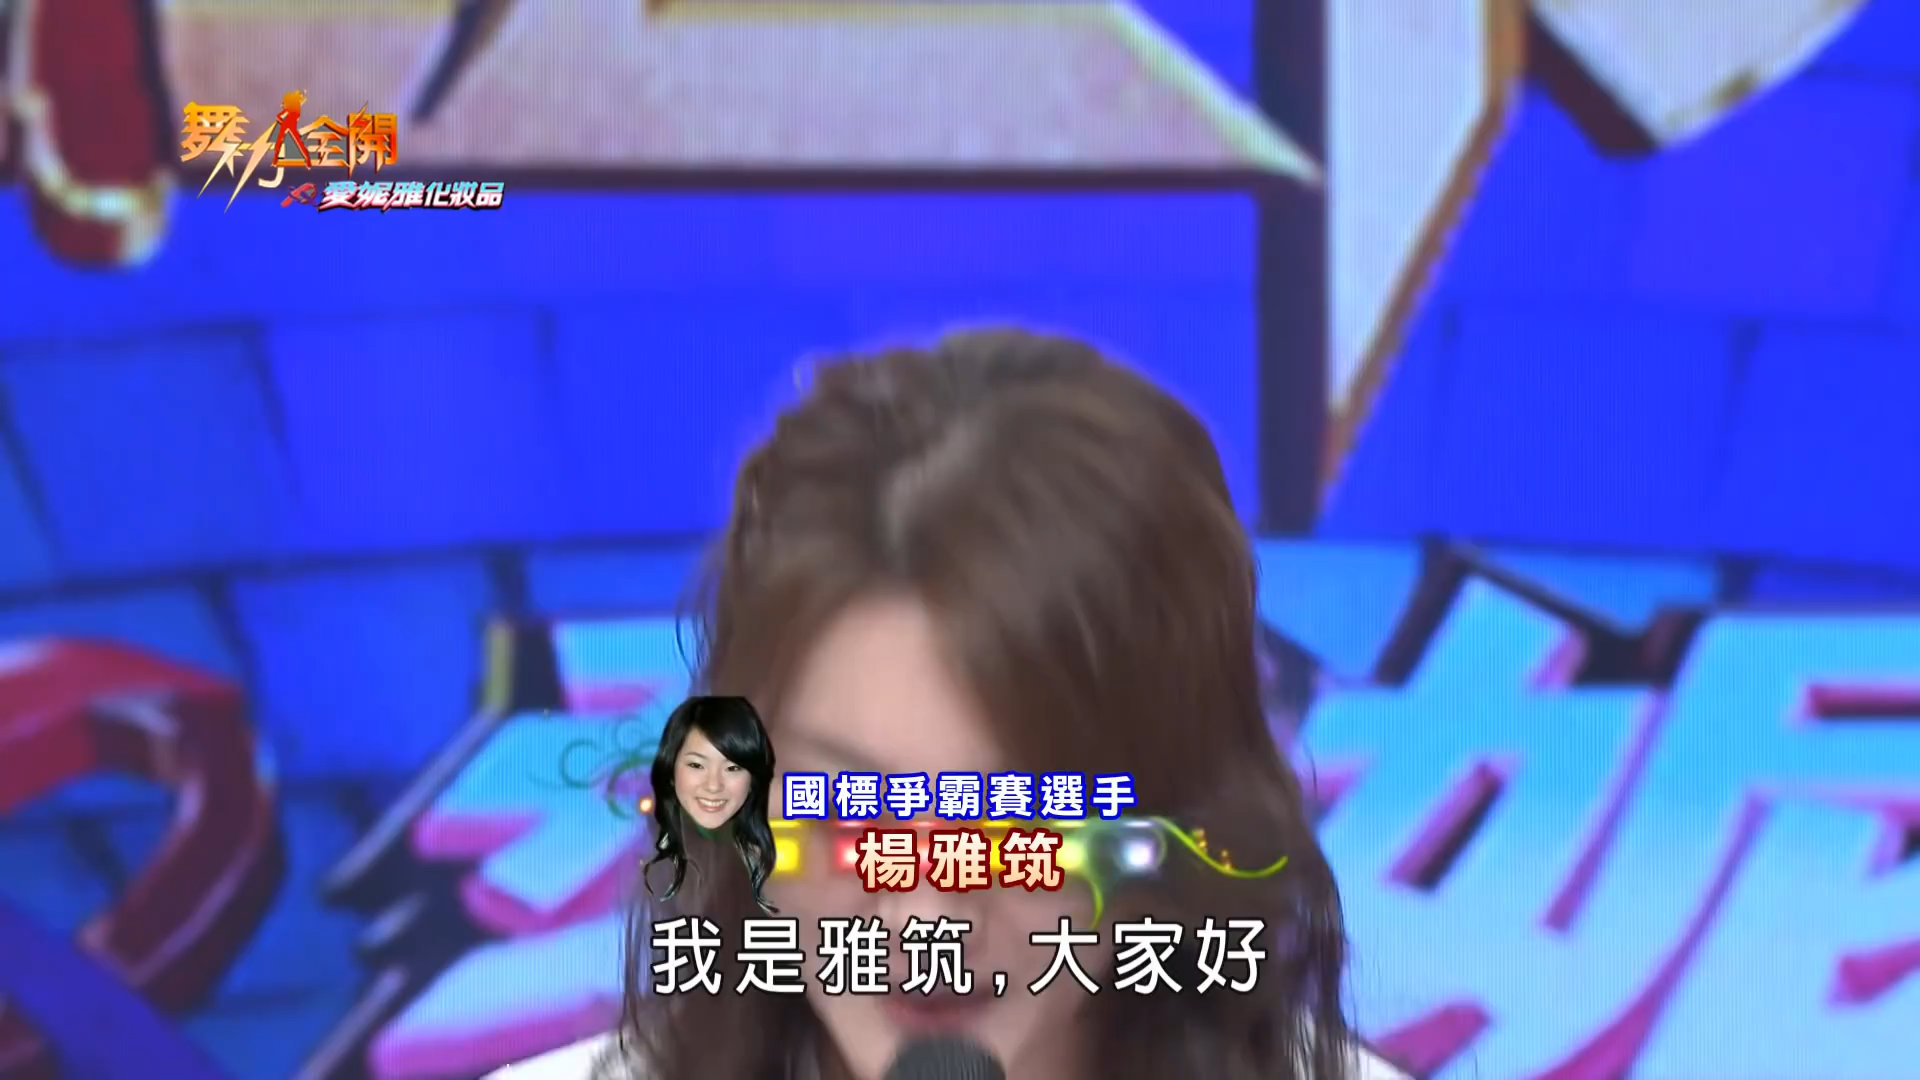 舞力全開
愛妮雅化妝品
國標爭霸賽選手
楊雅筑
我是雅筑,大家好